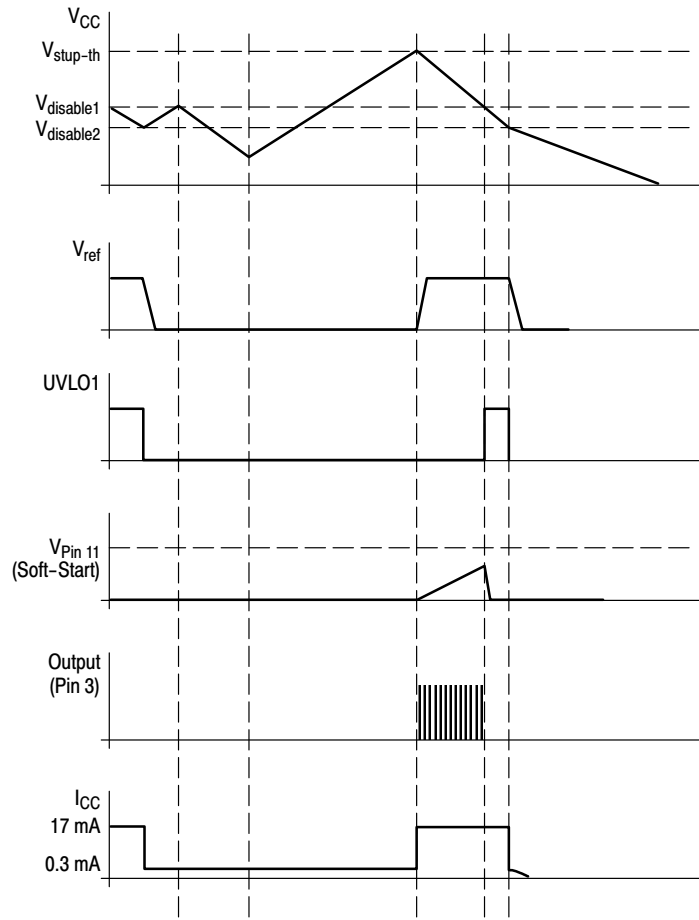 VCC
Vstup-th
Vdisable1
Vdisable2
Vref
UVLO1
VPin 11
(Soft-Start)
Output
(Pin 3)
ICC
17 mA
0.3 mA